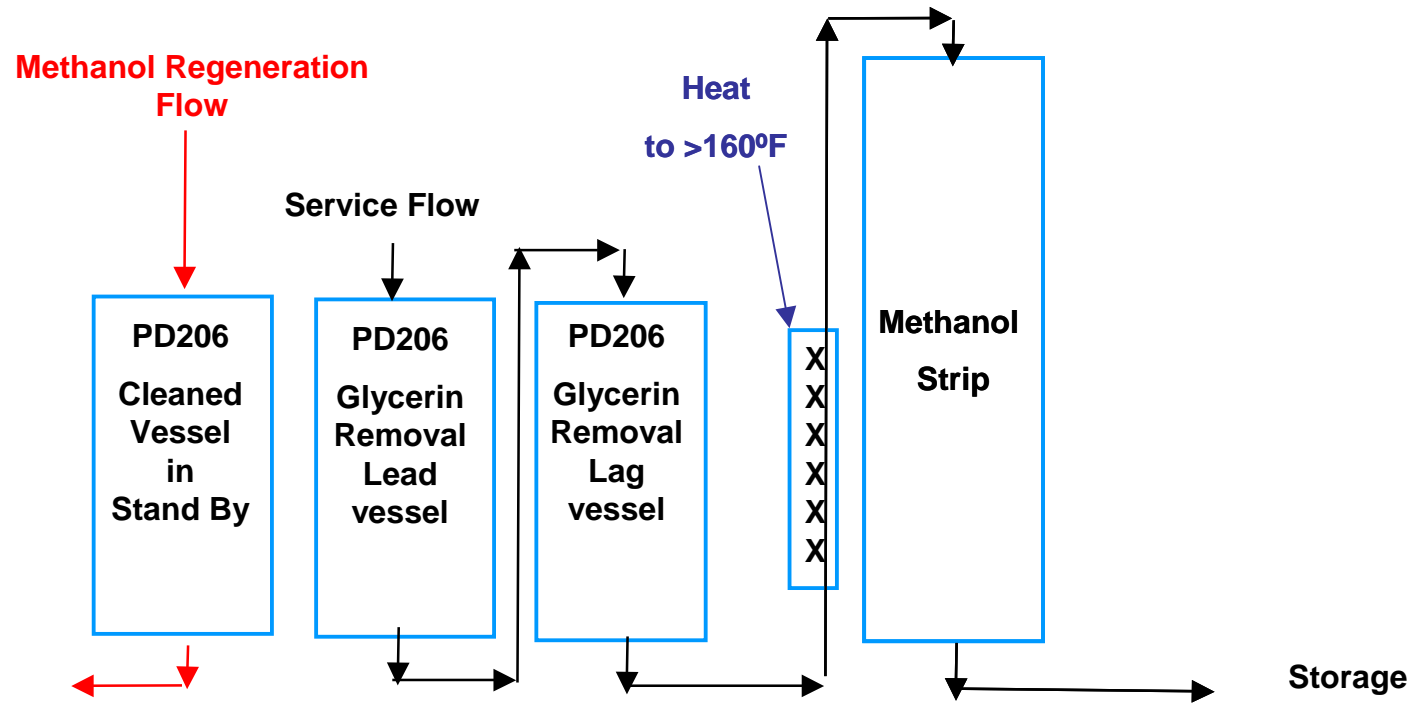 Methanol Regeneration
Flow
Heat
to >160ºF
Service Flow
PD206
Cleaned
Vessel
in
Stand By
PD206
Glycerin
Removal
Lead
vessel
PD206
Glycerin
Removal
Lag
vessel
X
X
X
X
X
X
Methanol
Strip
Storage